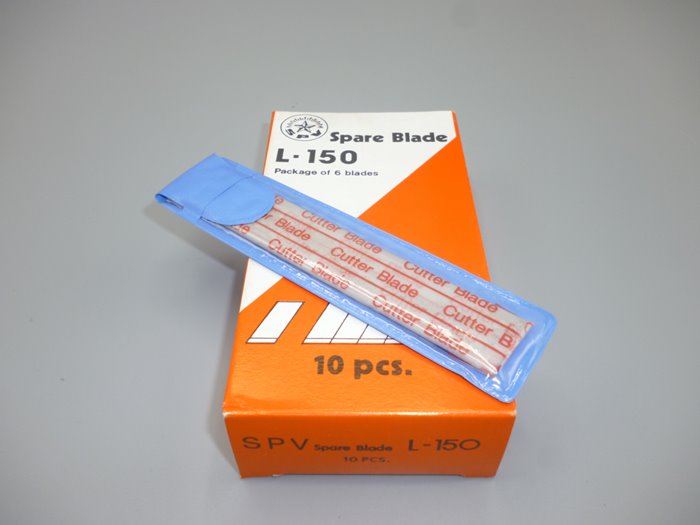 SPV
Spare Blade
L-150
Package of 6 blades
Cutter Blade Cutter Blade
Cutter Blade Cutter B
Cutter Blade Cutter Blade
10 pcs.
SPV Spare Blade L-150
10 PCS.